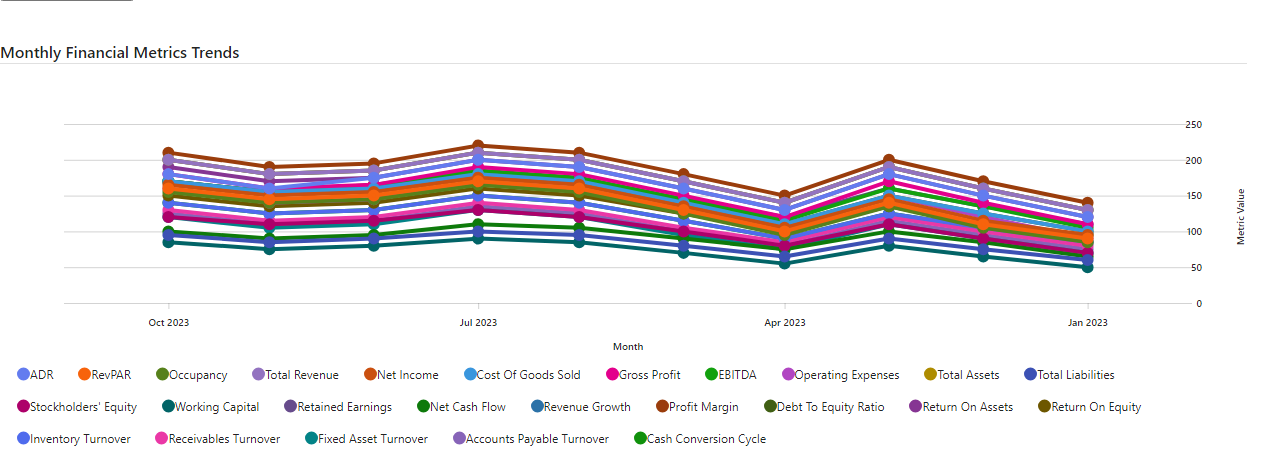 Monthly Financial Metrics Trends
250
200
150
100
50
0
Metric Value
Oct 2023 Jul 2023 Apr 2023 Jan 2023
Month
ADR RevPAR Occupancy Total Revenue Net Income Cost Of Goods Sold Gross Profit EBITDA Operating Expenses Total Assets Total Liabilities
Stockholders' Equity Working Capital Retained Earnings Net Cash Flow Revenue Growth Profit Margin Debt To Equity Ratio Return On Assets Return On Equity
Inventory Turnover Receivables Turnover Fixed Asset Turnover Accounts Payable Turnover Cash Conversion Cycle